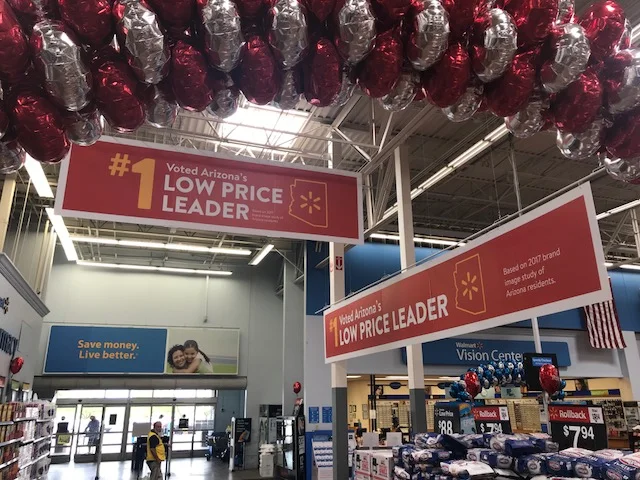 #1 Voted Arizona's
LOW PRICE
LEADER
#1 Voted Arizona's
LOW PRICE LEADER
Based on 2017 brand
image study of
Arizona residents.
Save money.
Live better.
Walmart
Vision Center
88
Rollback
Rollback
$7 94